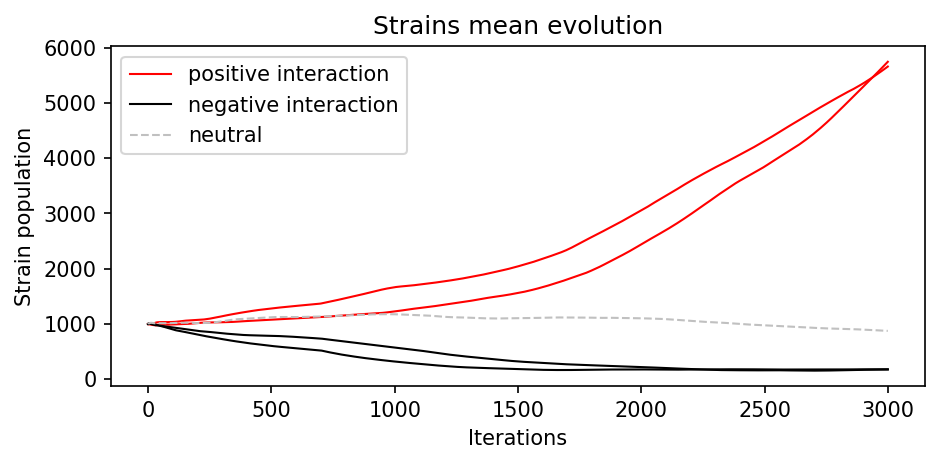 Strains mean evolution
6000
5000
4000
3000
2000
1000
0
Strain population
positive interaction
negative interaction
neutral
0 500 1000 1500 2000 2500 3000
Iterations